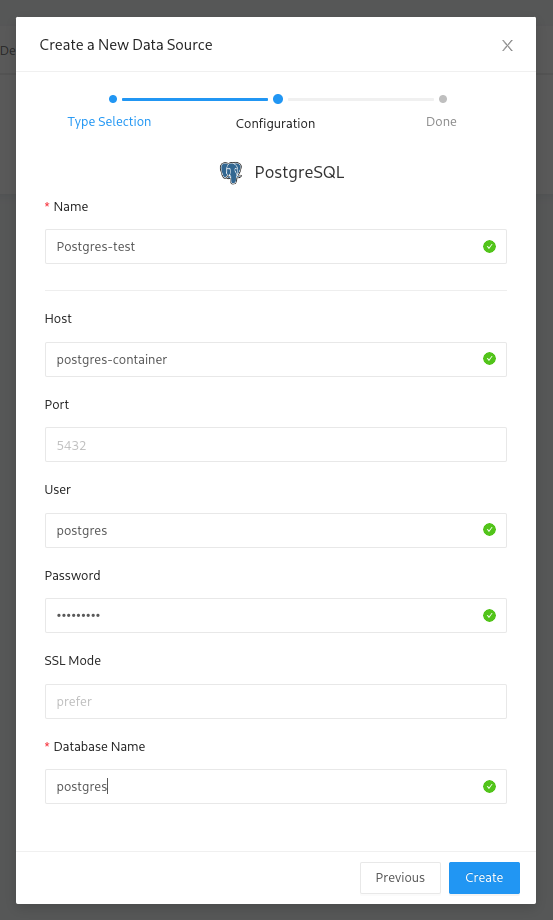 Create a New Data Source
De
Type Selection
Configuration
Done
PostgreSQL
* Name
Postgres-test
Host
postgres-container
Port
5432
User
postgres
Password
•••••••••
SSL Mode
prefer
* Database Name
postgres
Previous
Create